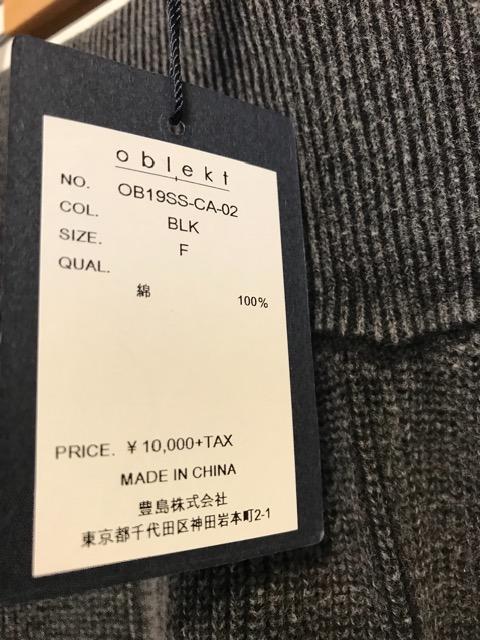 oblekt
NO. OB19SS-CA-02
COL. BLK
SIZE. F
QUAL.
綿 100%
PRICE. ¥10,000+TAX
MADE IN CHINA
豊島株式会社
東京都千代田区神田岩本町2-1